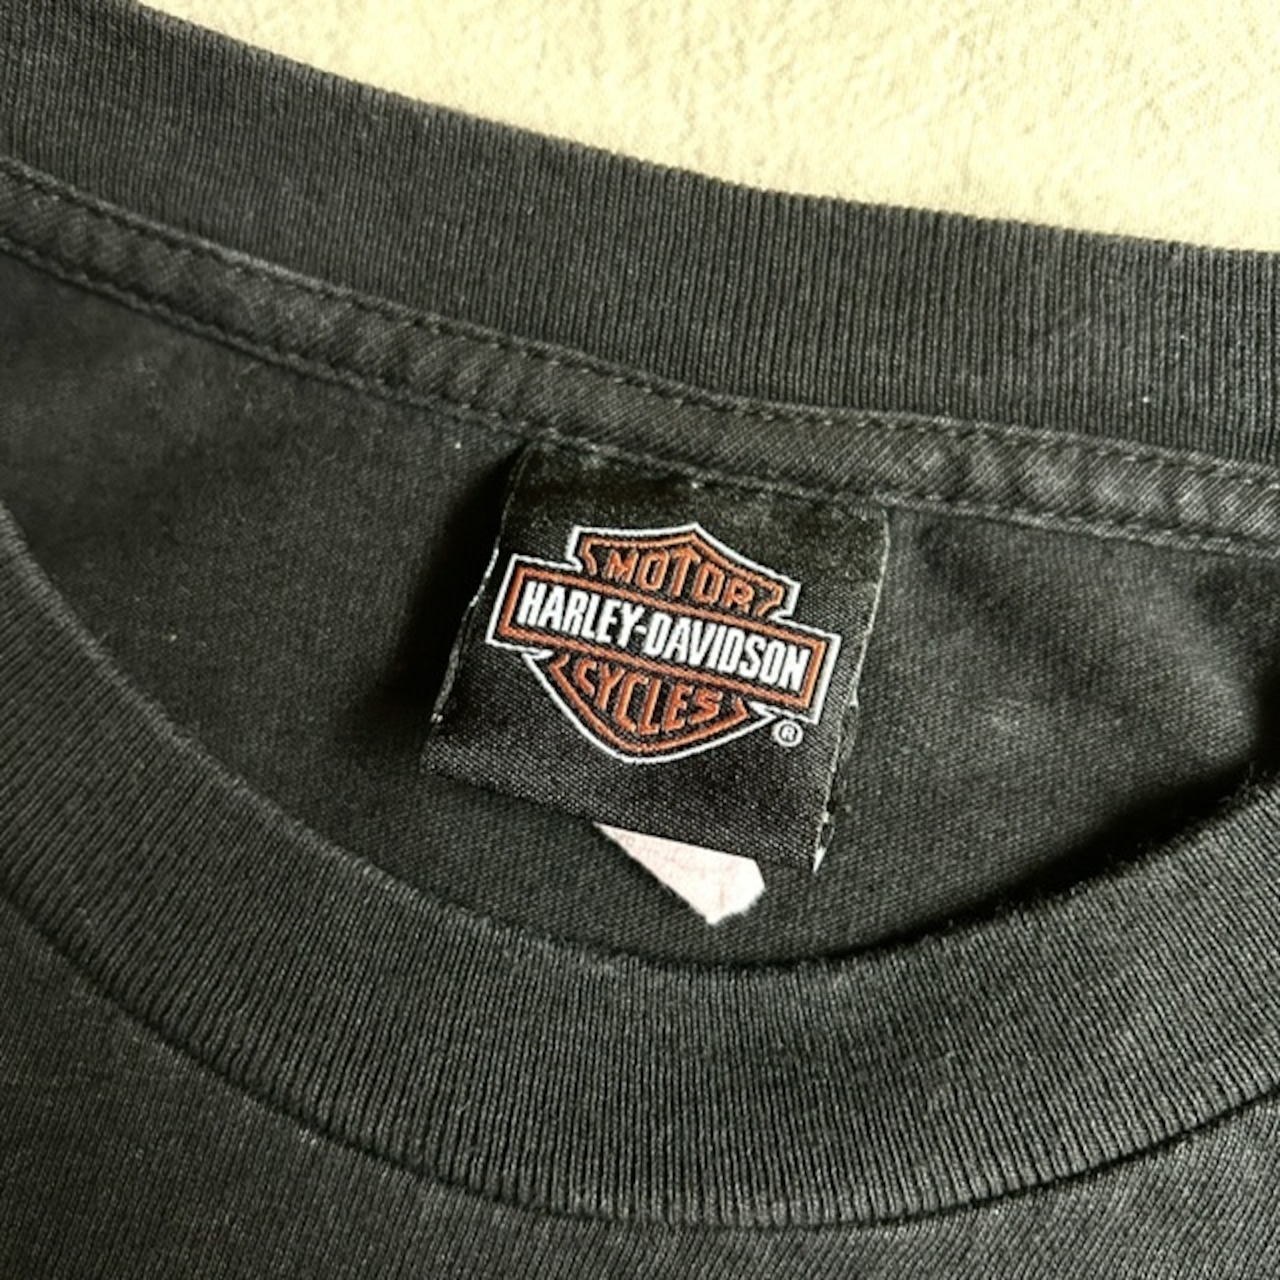 MOTOR
HARLEY-DAVIDSON
CYCLES
®